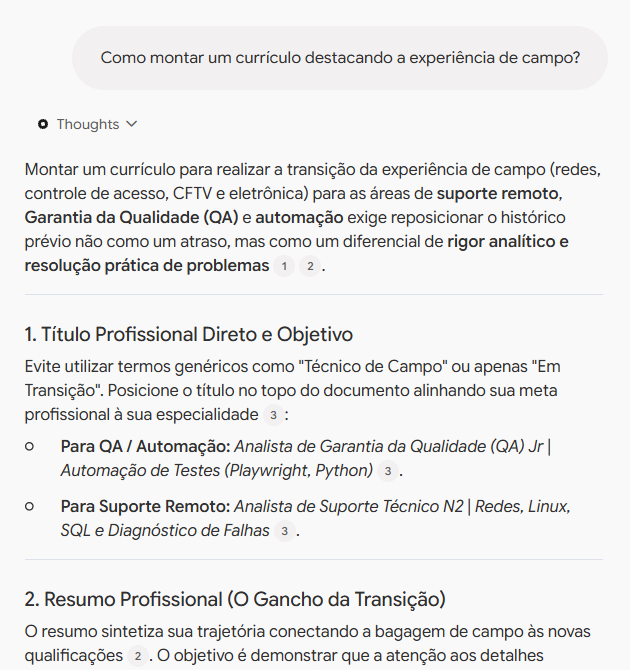 Como montar um currículo destacando a experiência de campo?
Thoughts
Montar um currículo para realizar a transição da experiência de campo (redes,
controle de acesso, CFTV e eletrônica) para as áreas de suporte remoto,
Garantia da Qualidade (QA) e automação exige reposicionar o histórico
prévio não como um atraso, mas como um diferencial de rigor analítico e
resolução prática de problemas 1 2 .
1. Título Profissional Direto e Objetivo
Evite utilizar termos genéricos como "Técnico de Campo" ou apenas "Em
Transição". Posicione o título no topo do documento alinhando sua meta
profissional à sua especialidade 3 :
Para QA / Automação: Analista de Garantia da Qualidade (QA) Jr |
Automação de Testes (Playwright, Python) 3 .
Para Suporte Remoto: Analista de Suporte Técnico N2 | Redes, Linux,
SQL e Diagnóstico de Falhas 3 .
2. Resumo Profissional (O Gancho da Transição)
O resumo sintetiza sua trajetória conectando a bagagem de campo às novas
qualificações 2 . O objetivo é demonstrar que a atenção aos detalhes